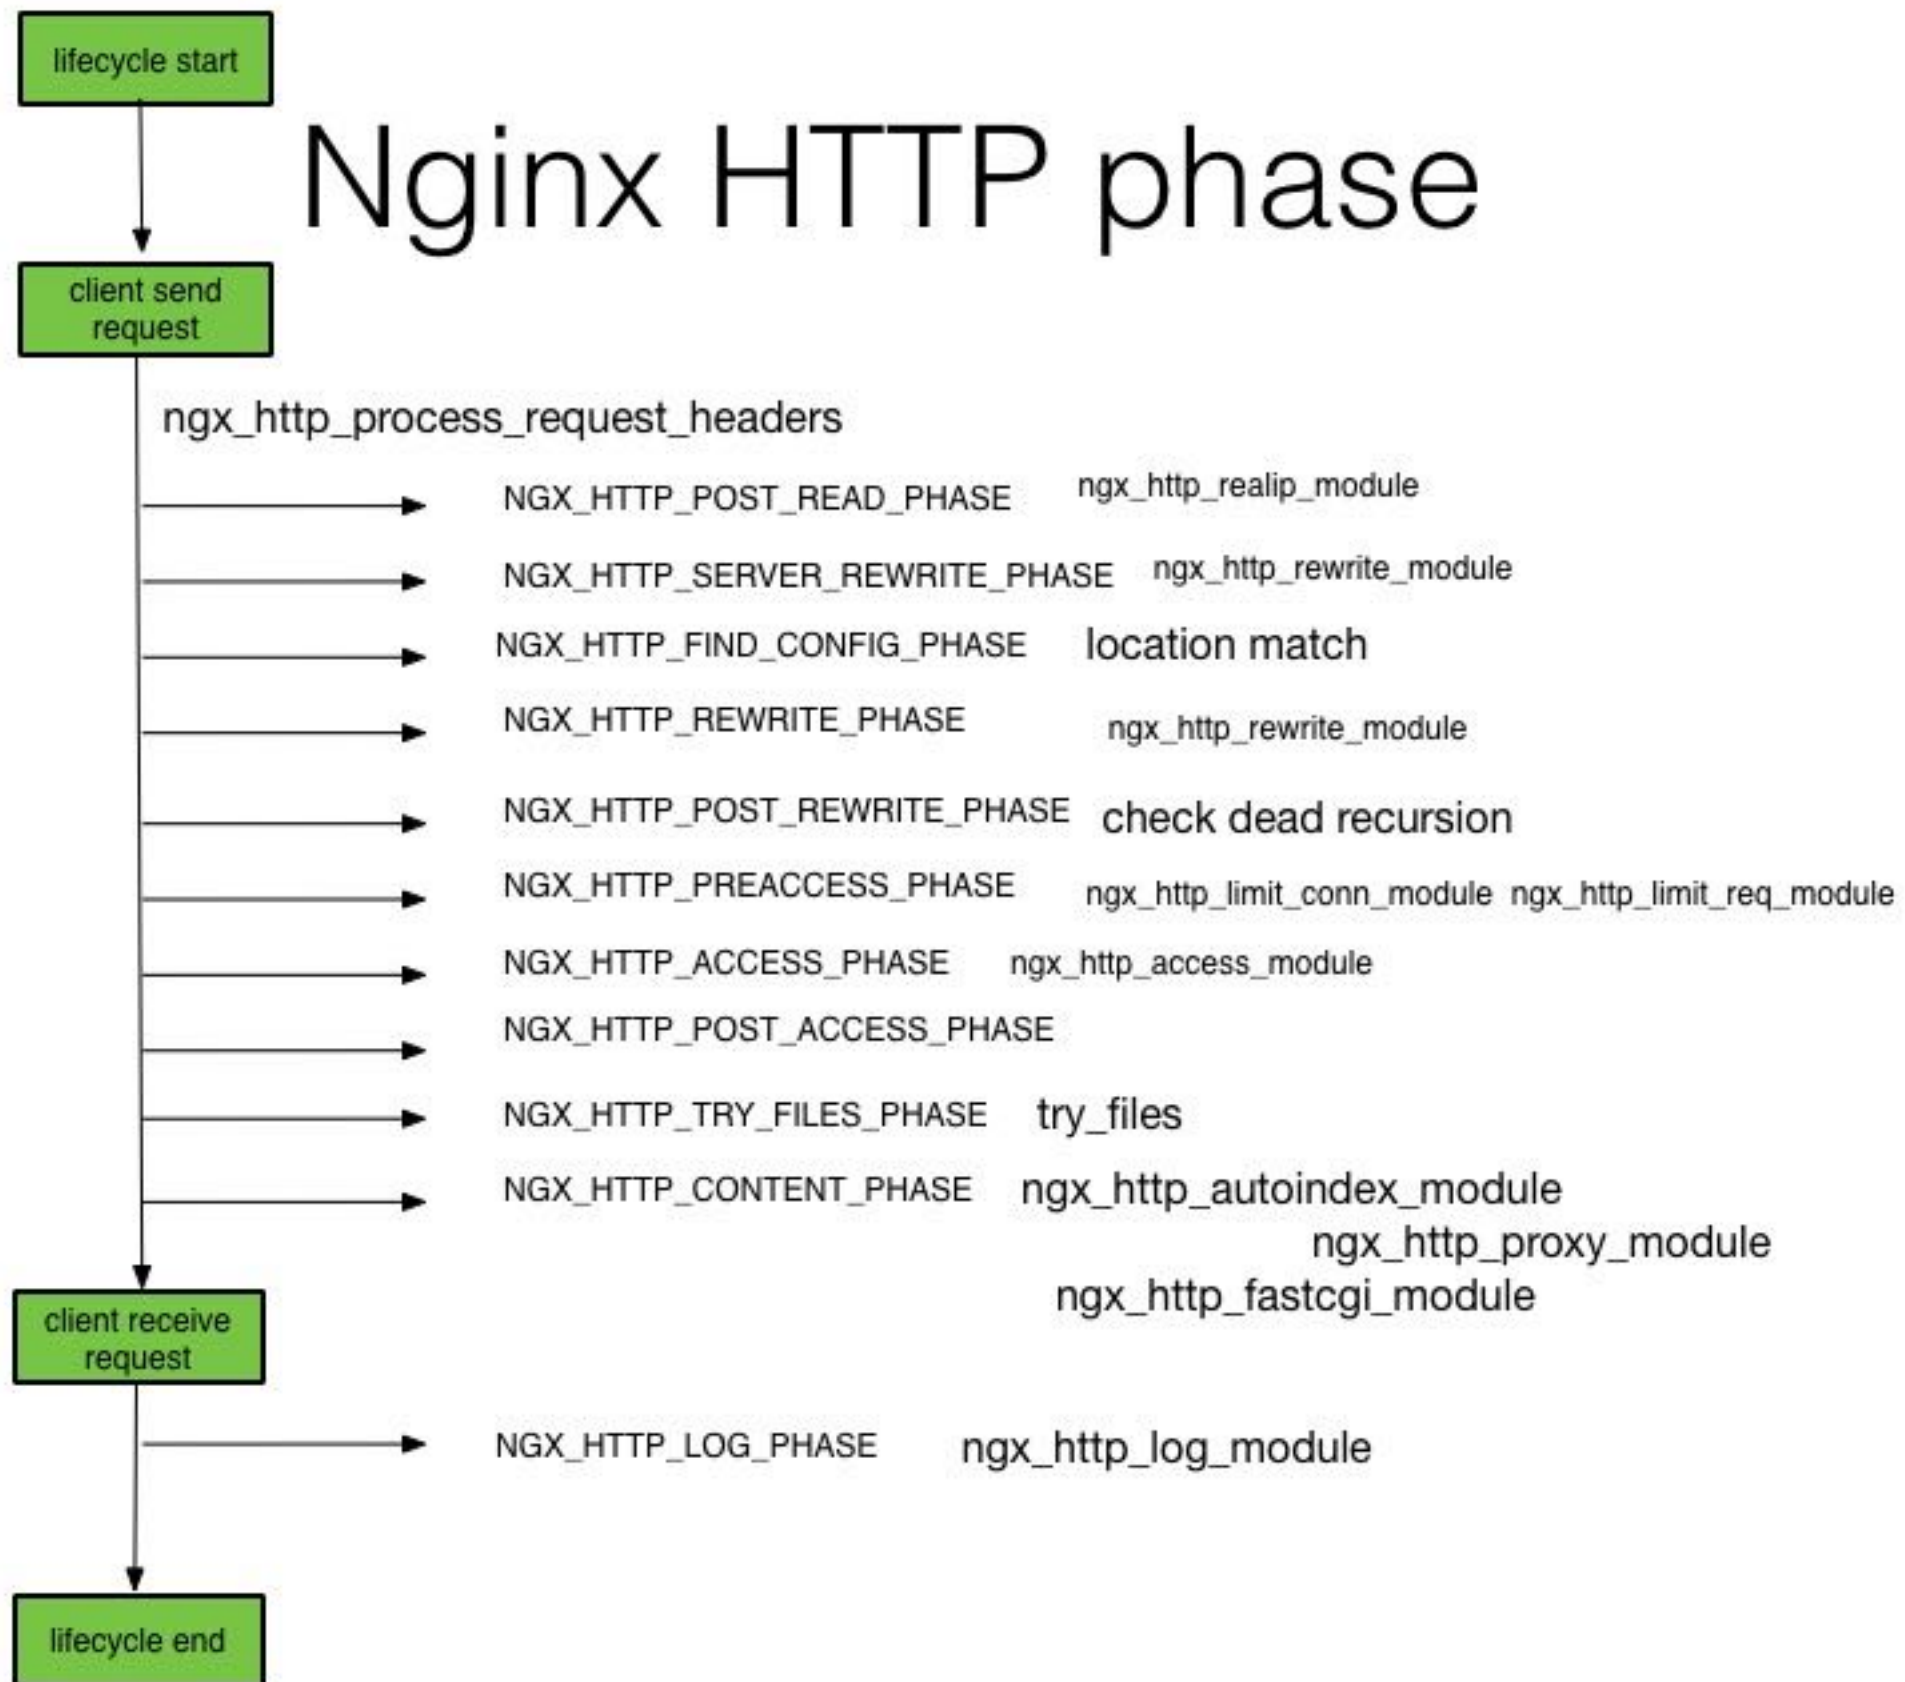 lifecycle start
Nginx HTTP phase
client send
request
ngx_http_process_request_headers
NGX_HTTP_POST_READ_PHASE ngx_http_realip_module
NGX_HTTP_SERVER_REWRITE_PHASE ngx_http_rewrite_module
NGX_HTTP_FIND_CONFIG_PHASE location match
NGX_HTTP_REWRITE_PHASE ngx_http_rewrite_module
NGX_HTTP_POST_REWRITE_PHASE check dead recursion
NGX_HTTP_PREACCESS_PHASE ngx_http_limit_conn_module ngx_http_limit_req_module
NGX_HTTP_ACCESS_PHASE ngx_http_access_module
NGX_HTTP_POST_ACCESS_PHASE
NGX_HTTP_TRY_FILES_PHASE try_files
NGX_HTTP_CONTENT_PHASE ngx_http_autoindex_module
ngx_http_proxy_module
ngx_http_fastcgi_module
client receive
request
NGX_HTTP_LOG_PHASE ngx_http_log_module
lifecycle end